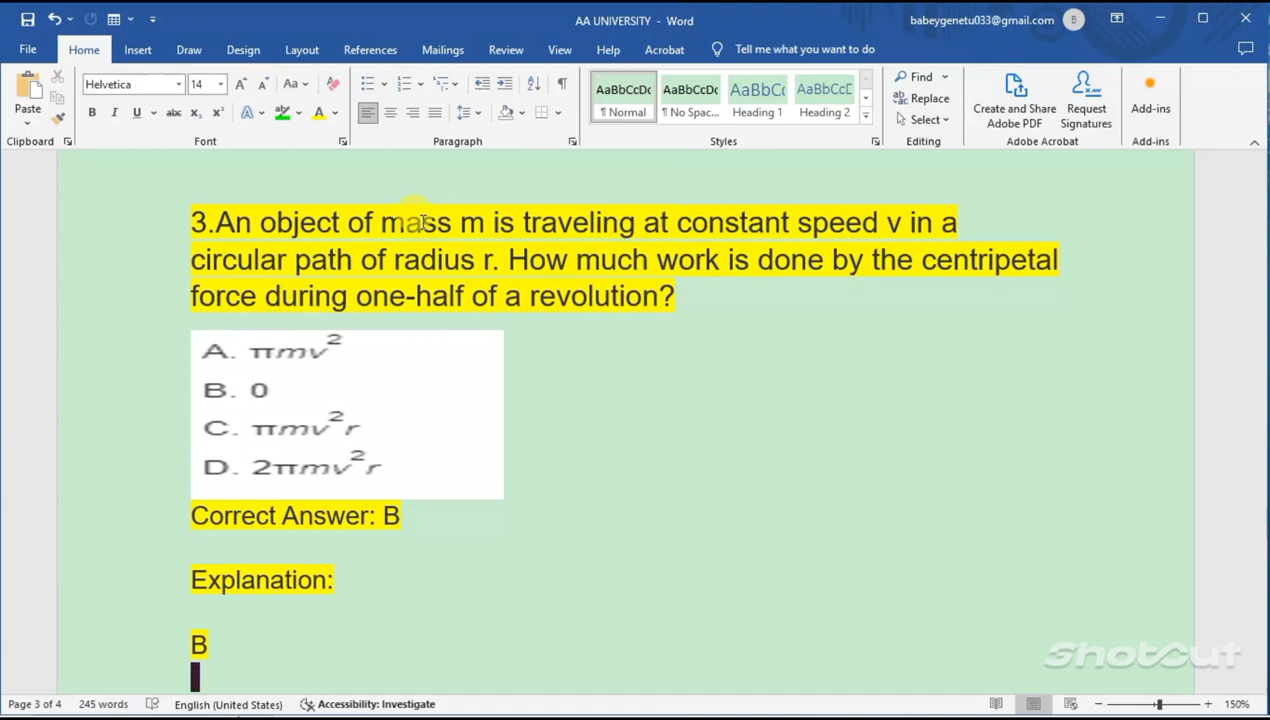 AA UNIVERSITY - Word
babeygenetu033@gmail.com
B
File Home Insert Draw Design Layout References Mailings Review View Help Acrobat Tell me what you want to do
Paste
Helvetica 14
Aa
B I U abc x₂ x² A A
AaBbCcDc AaBbCcDc AaBbCc AaBbCcD
¶ Normal ¶ No Spac... Heading 1 Heading 2
Find
Replace
Select
Create and Share Adobe PDF
Request Signatures
Add-ins
Clipboard Font Paragraph Styles Editing Adobe Acrobat Add-ins
3.An object of mass m is traveling at constant speed v in a
circular path of radius r. How much work is done by the centripetal
force during one-half of a revolution?
A. πmv²
B. 0
C. πmv²r
D. 2πmv²r
Correct Answer: B
Explanation:
B
Shotcut
Page 3 of 4 245 words English (United States) Accessibility: Investigate 150%